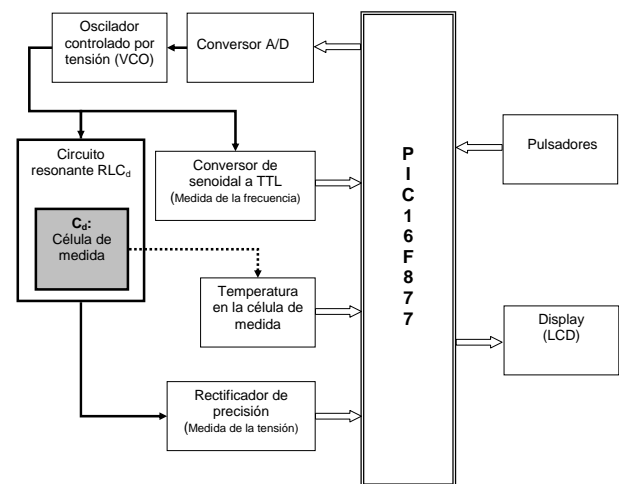 Oscilador
controlado por
tensión (VCO)
Conversor A/D
Circuito
resonante RLCd
Cd:
Célula de
medida
Conversor de
senoidal a TTL
(Medida de la frecuencia)
Temperatura
en la célula de
medida
Rectificador de
precisión
(Medida de la tensión)
P
I
C
1
6
F
8
7
7
Pulsadores
Display
(LCD)